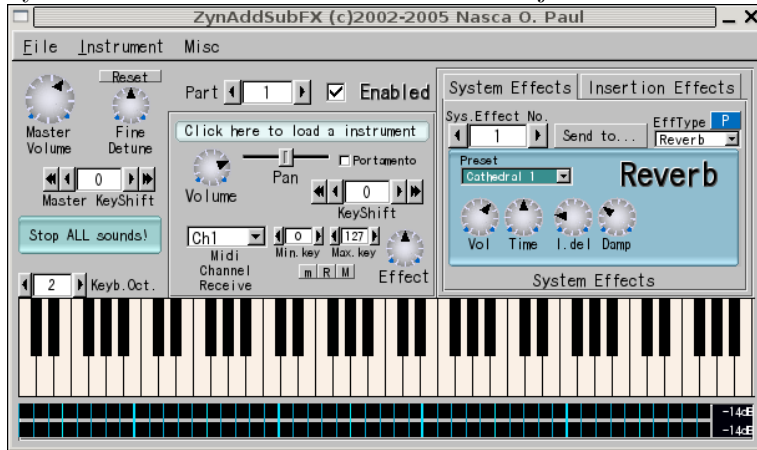 ZynAddSubFX (c)2002-2005 Nasca O. Paul
File Instrument Misc
Reset
Master Volume
Fine Detune
0
Master KeyShift
Stop ALL sounds!
2 Keyb.Oct.
Part 1 Enabled
Click here to load a instrument
Volume
Pan
Portamento
0
KeyShift
Ch1
Midi Channel Receive
0
Min.key
127
Max.key
m R M
Effect
System Effects Insertion Effects
Sys.Effect No.
1
Send to...
EffType P
Reverb
Preset
Cathedral 1
Reverb
Vol Time I.del Damp
System Effects
-14dB
-14dB